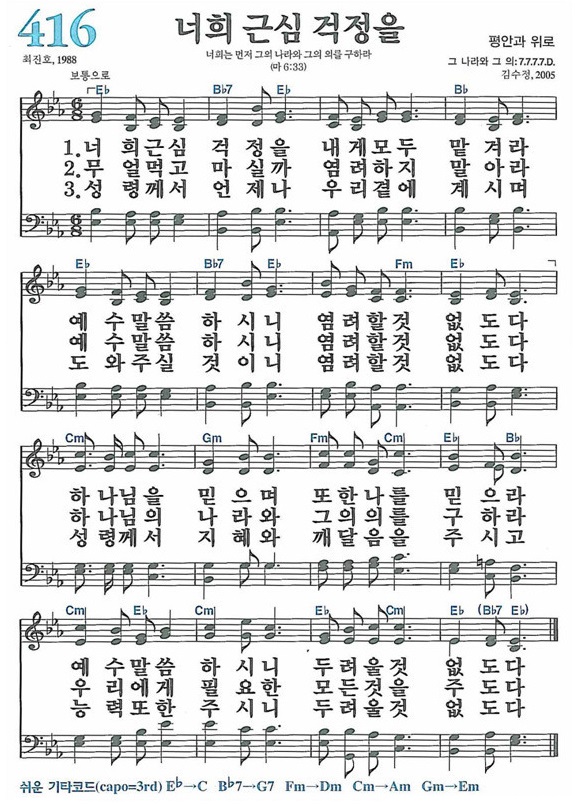 416
너희 근심 걱정을
평안과 위로
최진호, 1988
너희는 먼저 그의 나라와 그의 의를 구하라
(마 6:33)
그 나라와 그 의: 7.7.7.7.D.
김수정, 2005
보통으로
E♭ B♭7 E♭ B♭
1.너 희근심 걱정을 내게모두 맡겨라
2.무 얼먹고 마실까 염려하지 말아라
3.성 령께서 언제나 우리곁에 계시며
E♭ B♭7 E♭ Fm E♭
예 수말씀 하시니 염려할것 없도다
예 수말씀 하시니 염려할것 없도다
도 와주실 것이니 염려할것 없도다
Cm Gm Fm Cm E♭ B♭
하나님을 믿으며 또한나를 믿으라
하나님의 나라와 그의의를 구하라
성령께서 지혜와 깨달음을 주시고
Cm E♭ Cm E♭ Cm E♭ (B♭7 E♭)
예수말씀 하시니 두려울것 없도다
우리에게 필요한 모든것을 주도다
능력또한 주시니 두려울것 없도다
쉬운 기타코드(capo=3rd) E♭→C B♭7→G7 Fm→Dm Cm→Am Gm→Em